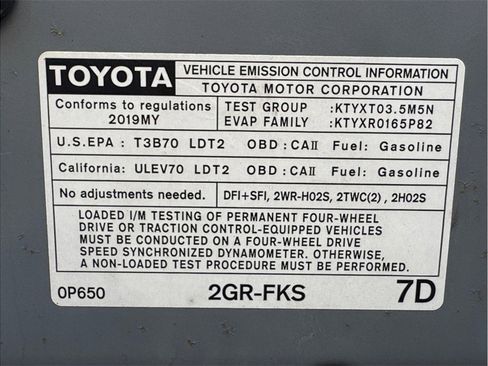 TOYOTA VEHICLE EMISSION CONTROL INFORMATION
TOYOTA MOTOR CORPORATION
Conforms to regulations
2019MY
TEST GROUP :KTYXT03.5M5N
EVAP FAMILY :KTYXR0165P82
U.S.EPA : T3B70 LDT2 OBD :CAII Fuel: Gasoline
California: ULEV70 LDT2 OBD :CAII Fuel: Gasoline
No adjustments needed. DFI+SFI, 2WR-HO2S, 2TWC(2) , 2HO2S
LOADED I/M TESTING OF PERMANENT FOUR-WHEEL
DRIVE OR TRACTION CONTROL-EQUIPPED VEHICLES
MUST BE CONDUCTED ON A FOUR-WHEEL DRIVE
SPEED SYNCHRONIZED DYNAMOMETER. OTHERWISE,
A NON-LOADED TEST PROCEDURE MUST BE PERFORMED.
0P650 2GR-FKS 7D